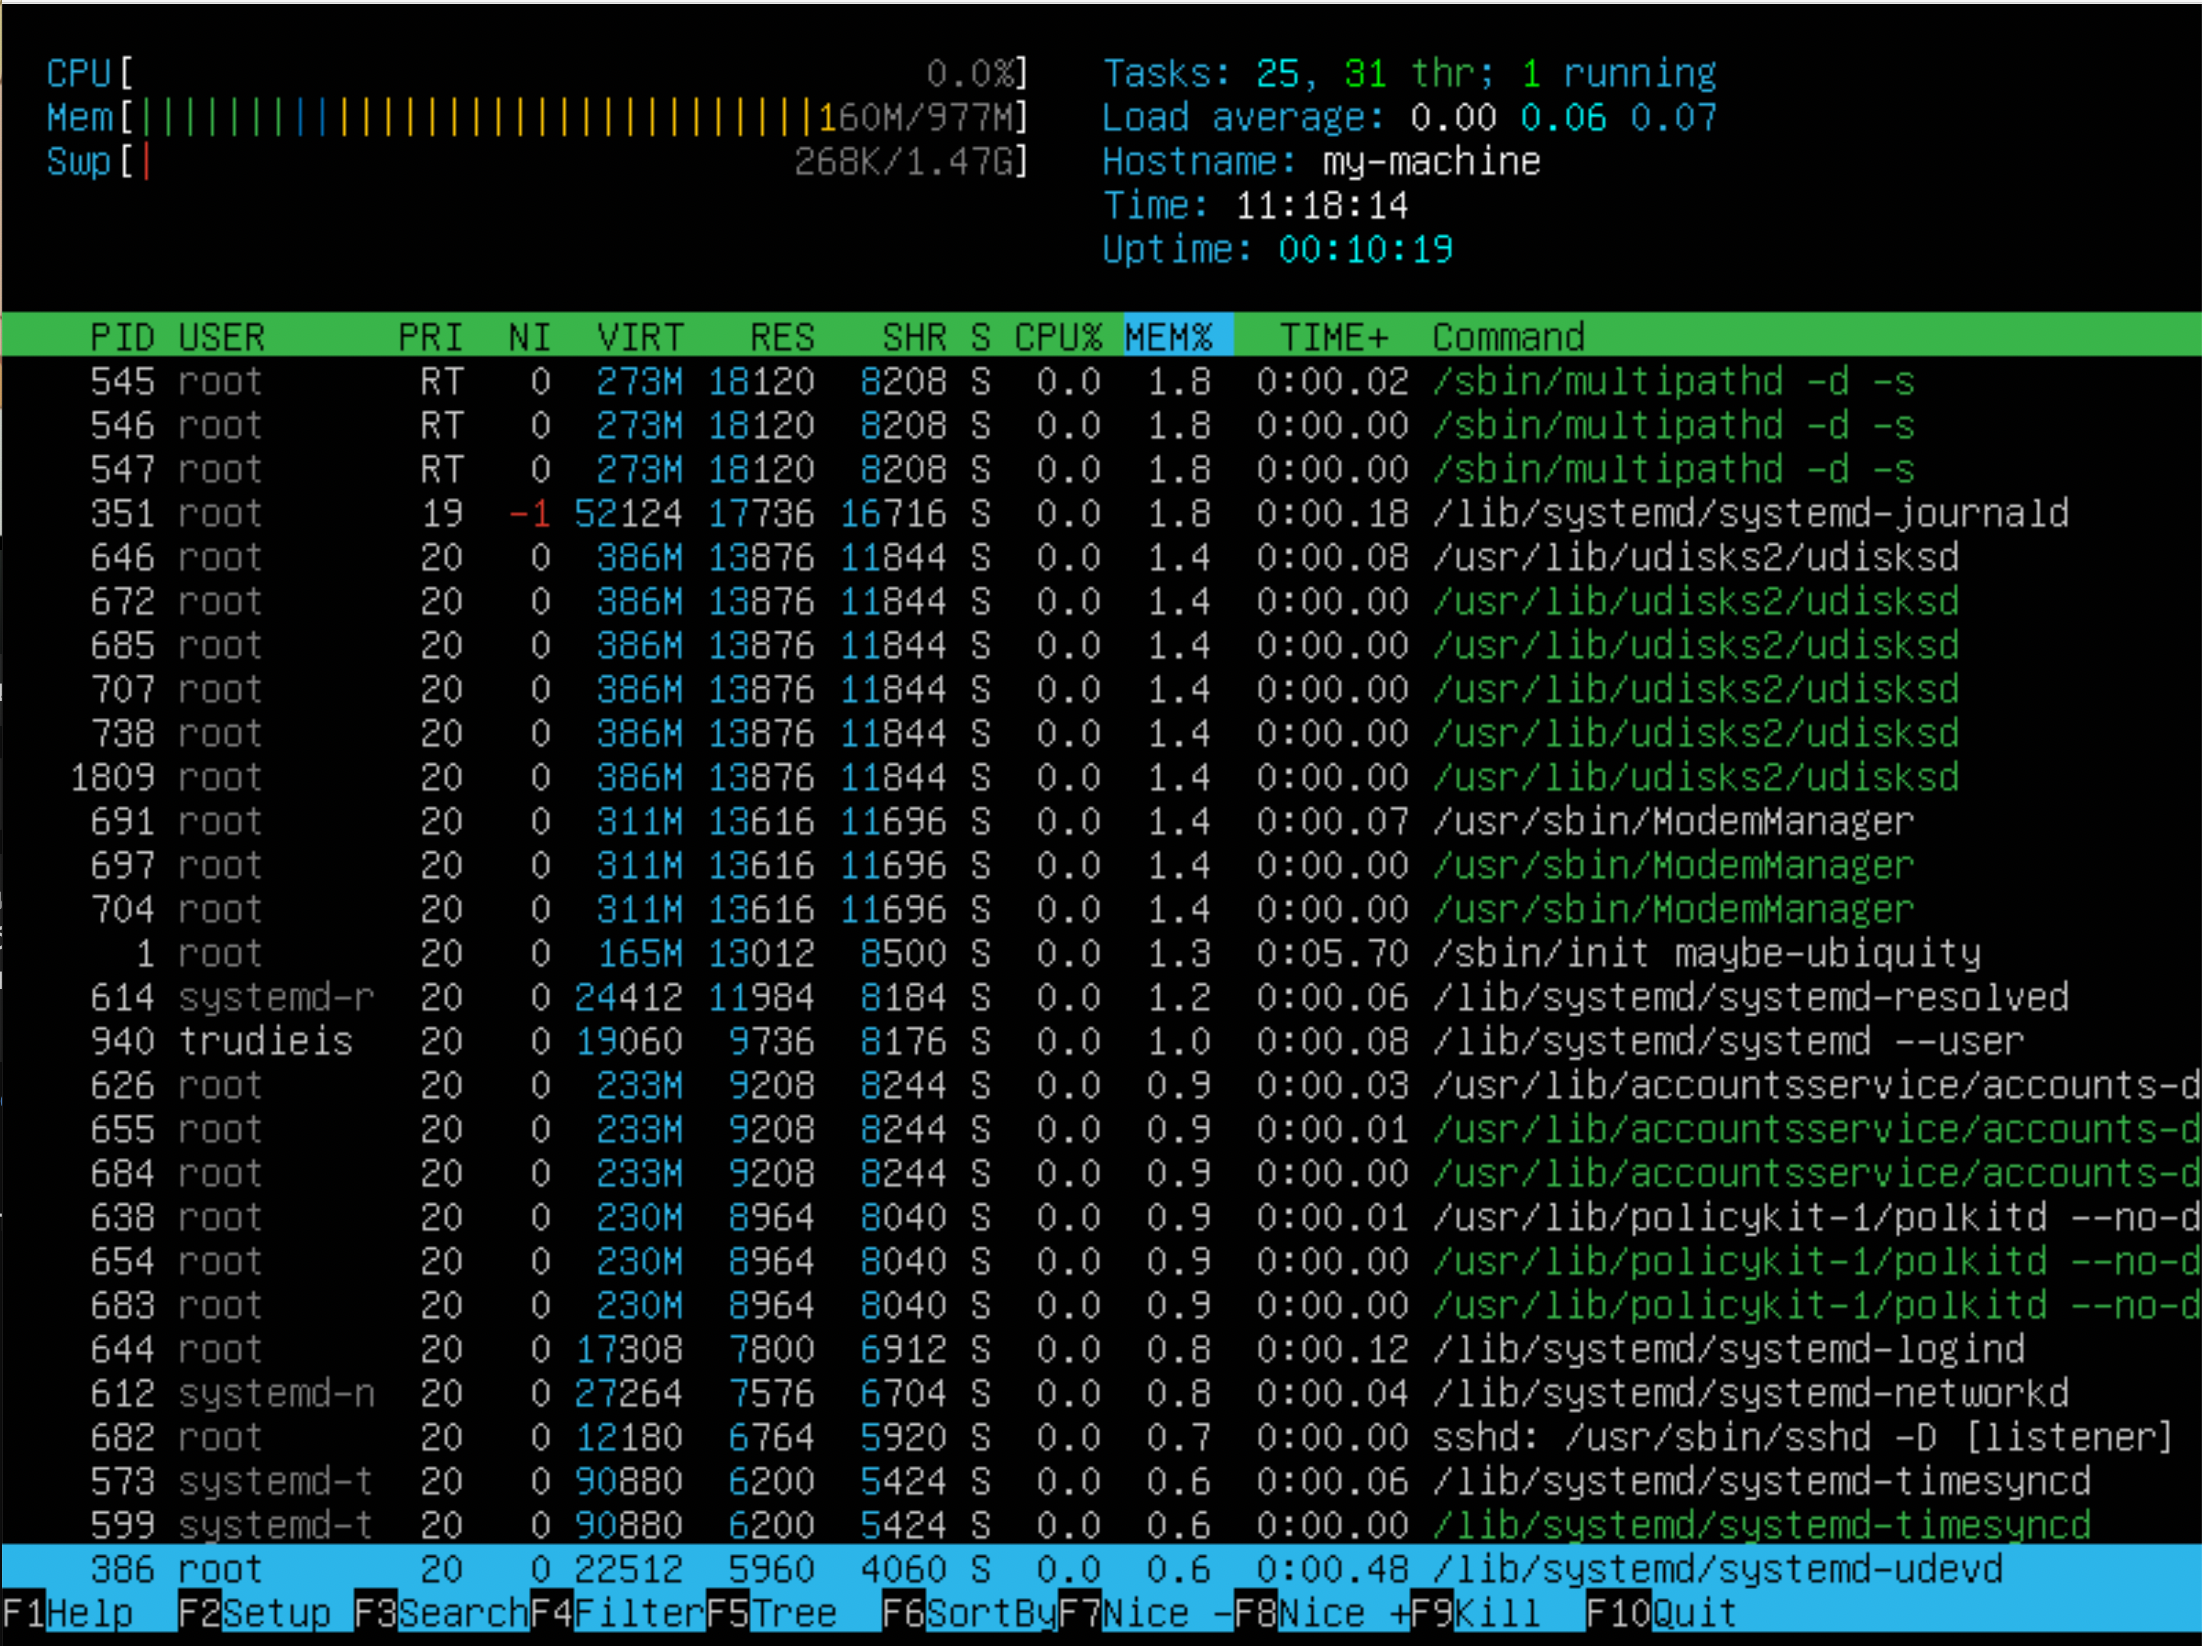 CPU[ 0.0%] Tasks: 25, 31 thr; 1 running
Mem[|||||||||||||||||||||||||||||||160M/977M] Load average: 0.00 0.06 0.07
Swp[| 268K/1.47G] Hostname: my-machine
Time: 11:18:14
Uptime: 00:10:19
PID USER PRI NI VIRT RES SHR S CPU% MEM% TIME+ Command
545 root RT 0 273M 18120 8208 S 0.0 1.8 0:00.02 /sbin/multipathd -d -s
546 root RT 0 273M 18120 8208 S 0.0 1.8 0:00.00 /sbin/multipathd -d -s
547 root RT 0 273M 18120 8208 S 0.0 1.8 0:00.00 /sbin/multipathd -d -s
351 root 19 -1 52124 17736 16716 S 0.0 1.8 0:00.18 /lib/systemd/systemd-journald
646 root 20 0 386M 13876 11844 S 0.0 1.4 0:00.08 /usr/lib/udisks2/udisksd
672 root 20 0 386M 13876 11844 S 0.0 1.4 0:00.00 /usr/lib/udisks2/udisksd
685 root 20 0 386M 13876 11844 S 0.0 1.4 0:00.00 /usr/lib/udisks2/udisksd
707 root 20 0 386M 13876 11844 S 0.0 1.4 0:00.00 /usr/lib/udisks2/udisksd
738 root 20 0 386M 13876 11844 S 0.0 1.4 0:00.00 /usr/lib/udisks2/udisksd
1809 root 20 0 386M 13876 11844 S 0.0 1.4 0:00.00 /usr/lib/udisks2/udisksd
691 root 20 0 311M 13616 11696 S 0.0 1.4 0:00.07 /usr/sbin/ModemManager
697 root 20 0 311M 13616 11696 S 0.0 1.4 0:00.00 /usr/sbin/ModemManager
704 root 20 0 311M 13616 11696 S 0.0 1.4 0:00.00 /usr/sbin/ModemManager
1 root 20 0 165M 13012 8500 S 0.0 1.3 0:05.70 /sbin/init maybe-ubiquity
614 systemd-r 20 0 24412 11984 8184 S 0.0 1.2 0:00.06 /lib/systemd/systemd-resolved
940 trudieis 20 0 19060 9736 8176 S 0.0 1.0 0:00.08 /lib/systemd/systemd --user
626 root 20 0 233M 9208 8244 S 0.0 0.9 0:00.03 /usr/lib/accountsservice/accounts-d
655 root 20 0 233M 9208 8244 S 0.0 0.9 0:00.01 /usr/lib/accountsservice/accounts-d
684 root 20 0 233M 9208 8244 S 0.0 0.9 0:00.00 /usr/lib/accountsservice/accounts-d
638 root 20 0 230M 8964 8040 S 0.0 0.9 0:00.01 /usr/lib/policykit-1/polkitd --no-d
654 root 20 0 230M 8964 8040 S 0.0 0.9 0:00.00 /usr/lib/policykit-1/polkitd --no-d
683 root 20 0 230M 8964 8040 S 0.0 0.9 0:00.00 /usr/lib/policykit-1/polkitd --no-d
644 root 20 0 17308 7800 6912 S 0.0 0.8 0:00.12 /lib/systemd/systemd-logind
612 systemd-n 20 0 27264 7576 6704 S 0.0 0.8 0:00.04 /lib/systemd/systemd-networkd
682 root 20 0 12180 6764 5920 S 0.0 0.7 0:00.00 sshd: /usr/sbin/sshd -D [listener]
573 systemd-t 20 0 90880 6200 5424 S 0.0 0.6 0:00.06 /lib/systemd/systemd-timesyncd
599 systemd-t 20 0 90880 6200 5424 S 0.0 0.6 0:00.00 /lib/systemd/systemd-timesyncd
386 root 20 0 22512 5960 4060 S 0.0 0.6 0:00.48 /lib/systemd/systemd-udevd
F1Help F2Setup F3SearchF4FilterF5Tree F6SortByF7Nice -F8Nice +F9Kill F10Quit